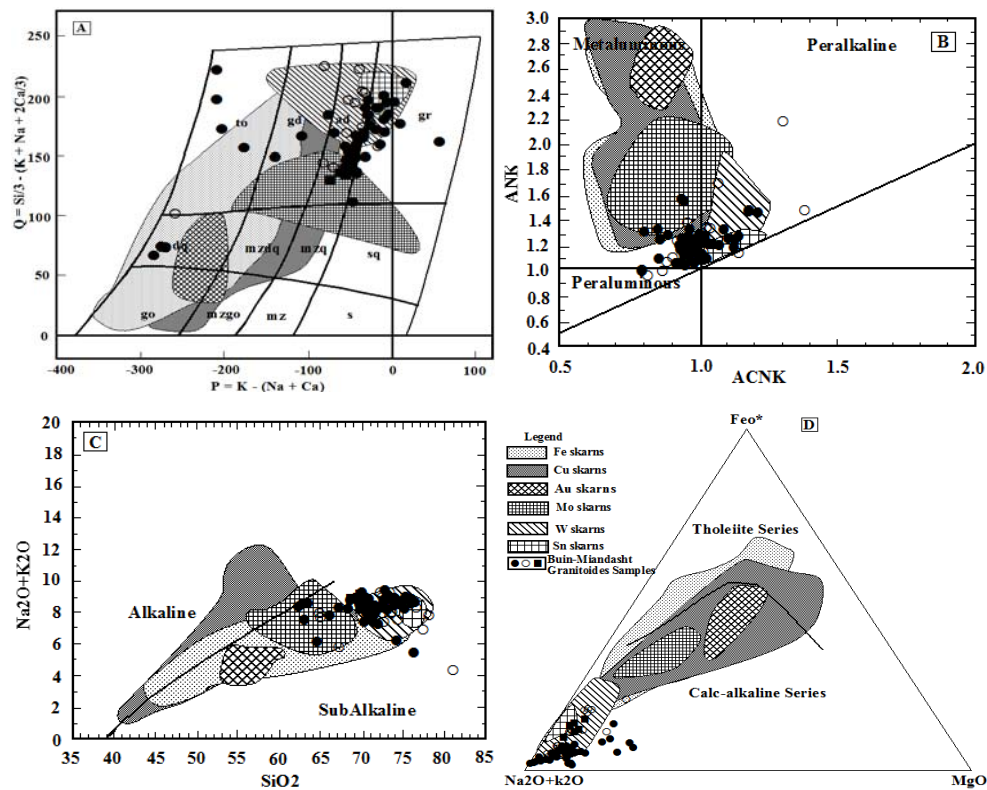 A
Q = Si/3 - (K + Na + 2Ca/3)
250
200
150
100
50
0
to
gd
ad
gr
dq
mzdq
mzq
sq
go
mzgo
mz
s
-400
-300
-200
-100
0
100
P = K - (Na + Ca)
B
ANK
3.0
2.6
2.4
2.2
2.0
1.8
1.6
1.4
1.2
1.0
0.8
0.6
0.4
Metaluminous
Peralkaline
Peraluminous
0.5
1.0
1.5
2.0
ACNK
C
Na2O+K2O
20
18
16
14
12
10
8
6
4
2
0
Alkaline
SubAlkaline
35
40
45
50
55
60
65
70
75
80
85
SiO2
Feo*
D
Legend
Fe skarns
Cu skarns
Au skarns
Mo skarns
W skarns
Sn skarns
Buin-Miandasht
Granitoides Samples
Tholeiite Series
Calc-alkaline Series
Na2O+k2O
MgO